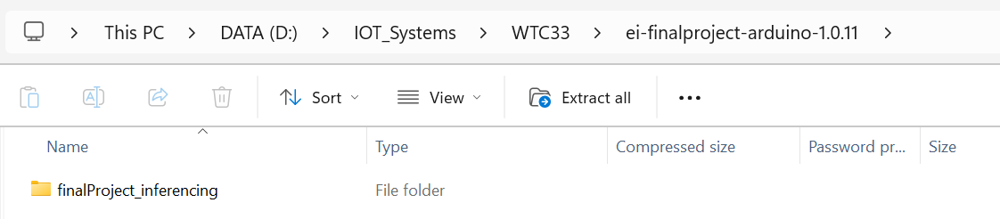 This PC > DATA (D:) > IOT_Systems > WTC33 > ei-finalproject-arduino-1.0.11 >
Sort View Extract all ...
Name Type Compressed size Password pr... Size
finalProject_inferencing File folder